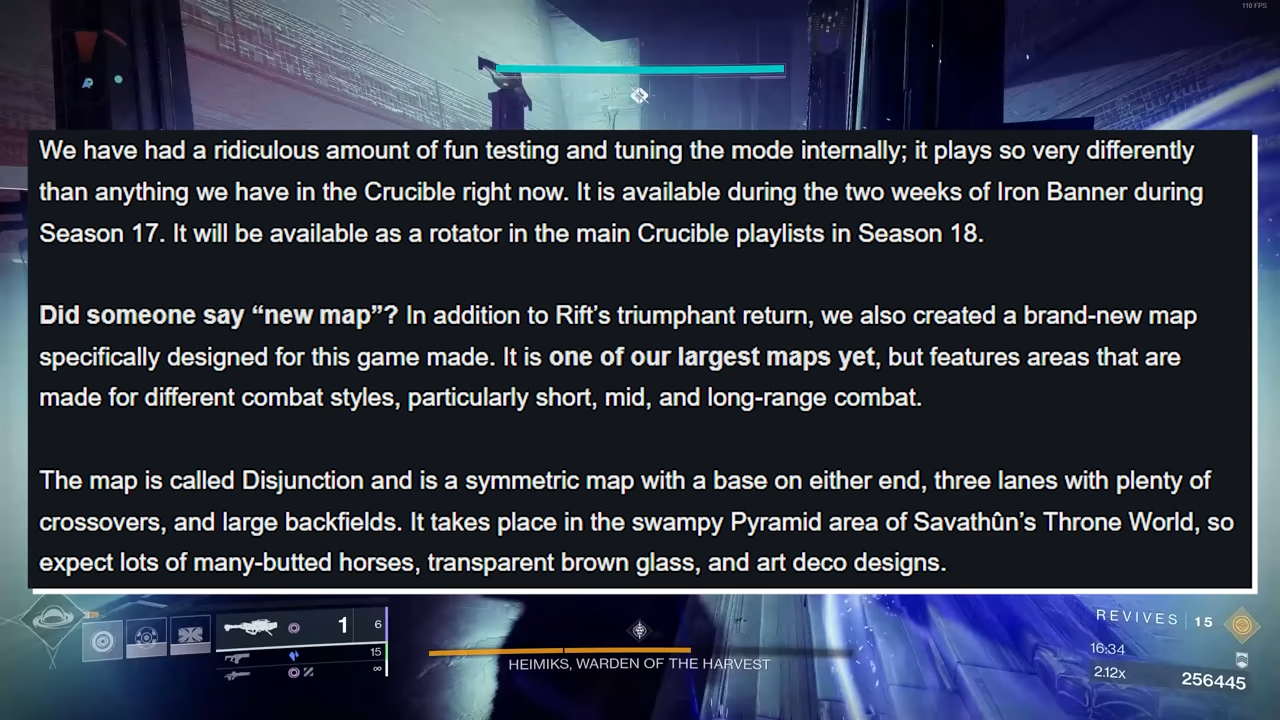 110 FPS
We have had a ridiculous amount of fun testing and tuning the mode internally; it plays so very differently
than anything we have in the Crucible right now. It is available during the two weeks of Iron Banner during
Season 17. It will be available as a rotator in the main Crucible playlists in Season 18.
Did someone say “new map”? In addition to Rift’s triumphant return, we also created a brand-new map
specifically designed for this game made. It is one of our largest maps yet, but features areas that are
made for different combat styles, particularly short, mid, and long-range combat.
The map is called Disjunction and is a symmetric map with a base on either end, three lanes with plenty of
crossovers, and large backfields. It takes place in the swampy Pyramid area of Savathûn’s Throne World, so
expect lots of many-butted horses, transparent brown glass, and art deco designs.
1 6
15
∞
HEIMIKS, WARDEN OF THE HARVEST
REVIVES 15
16:34
2.12x 256445